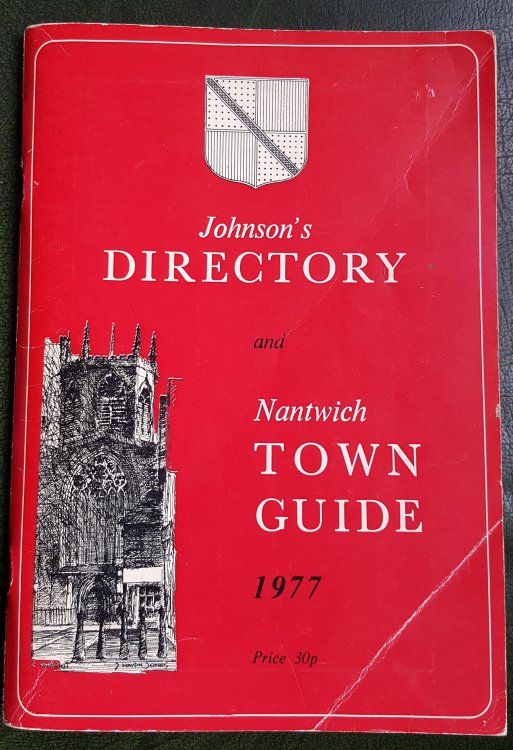 Johnson's
DIRECTORY
and
Nantwich
TOWN
GUIDE
1977
Price 30p